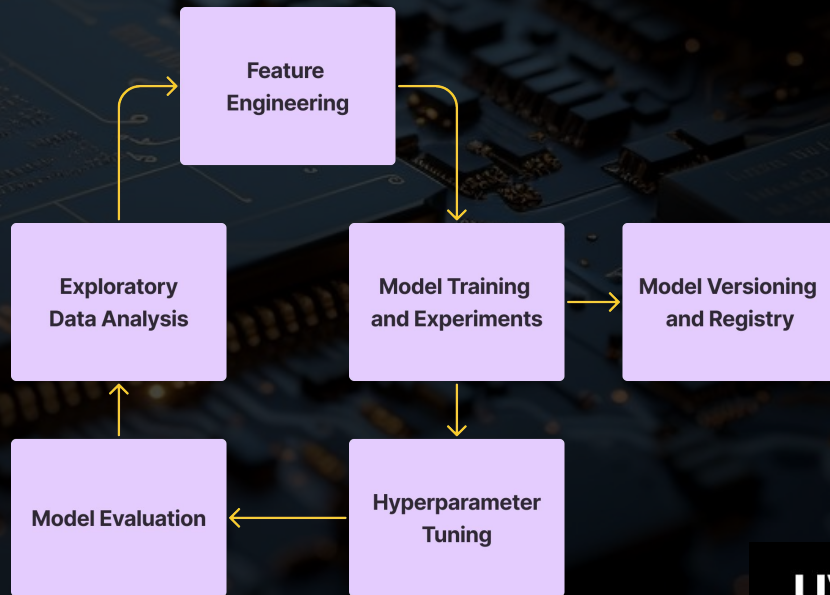 Feature
Engineering
Exploratory
Data Analysis
Model Training
and Experiments
Model Versioning
and Registry
Model Evaluation
Hyperparameter
Tuning